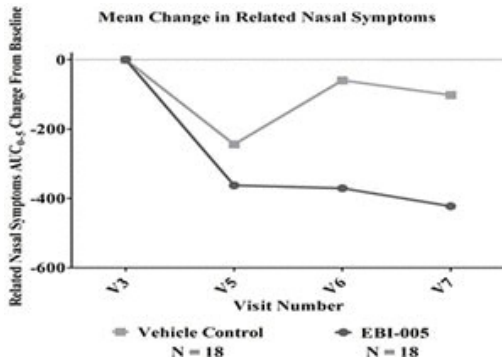 Mean Change in Related Nasal Symptoms
Related Nasal Symptoms AUC0-5 Change From Baseline
0
-200
-400
-600
V3
V5
V6
V7
Visit Number
Vehicle Control
N = 18
EBI-005
N = 18